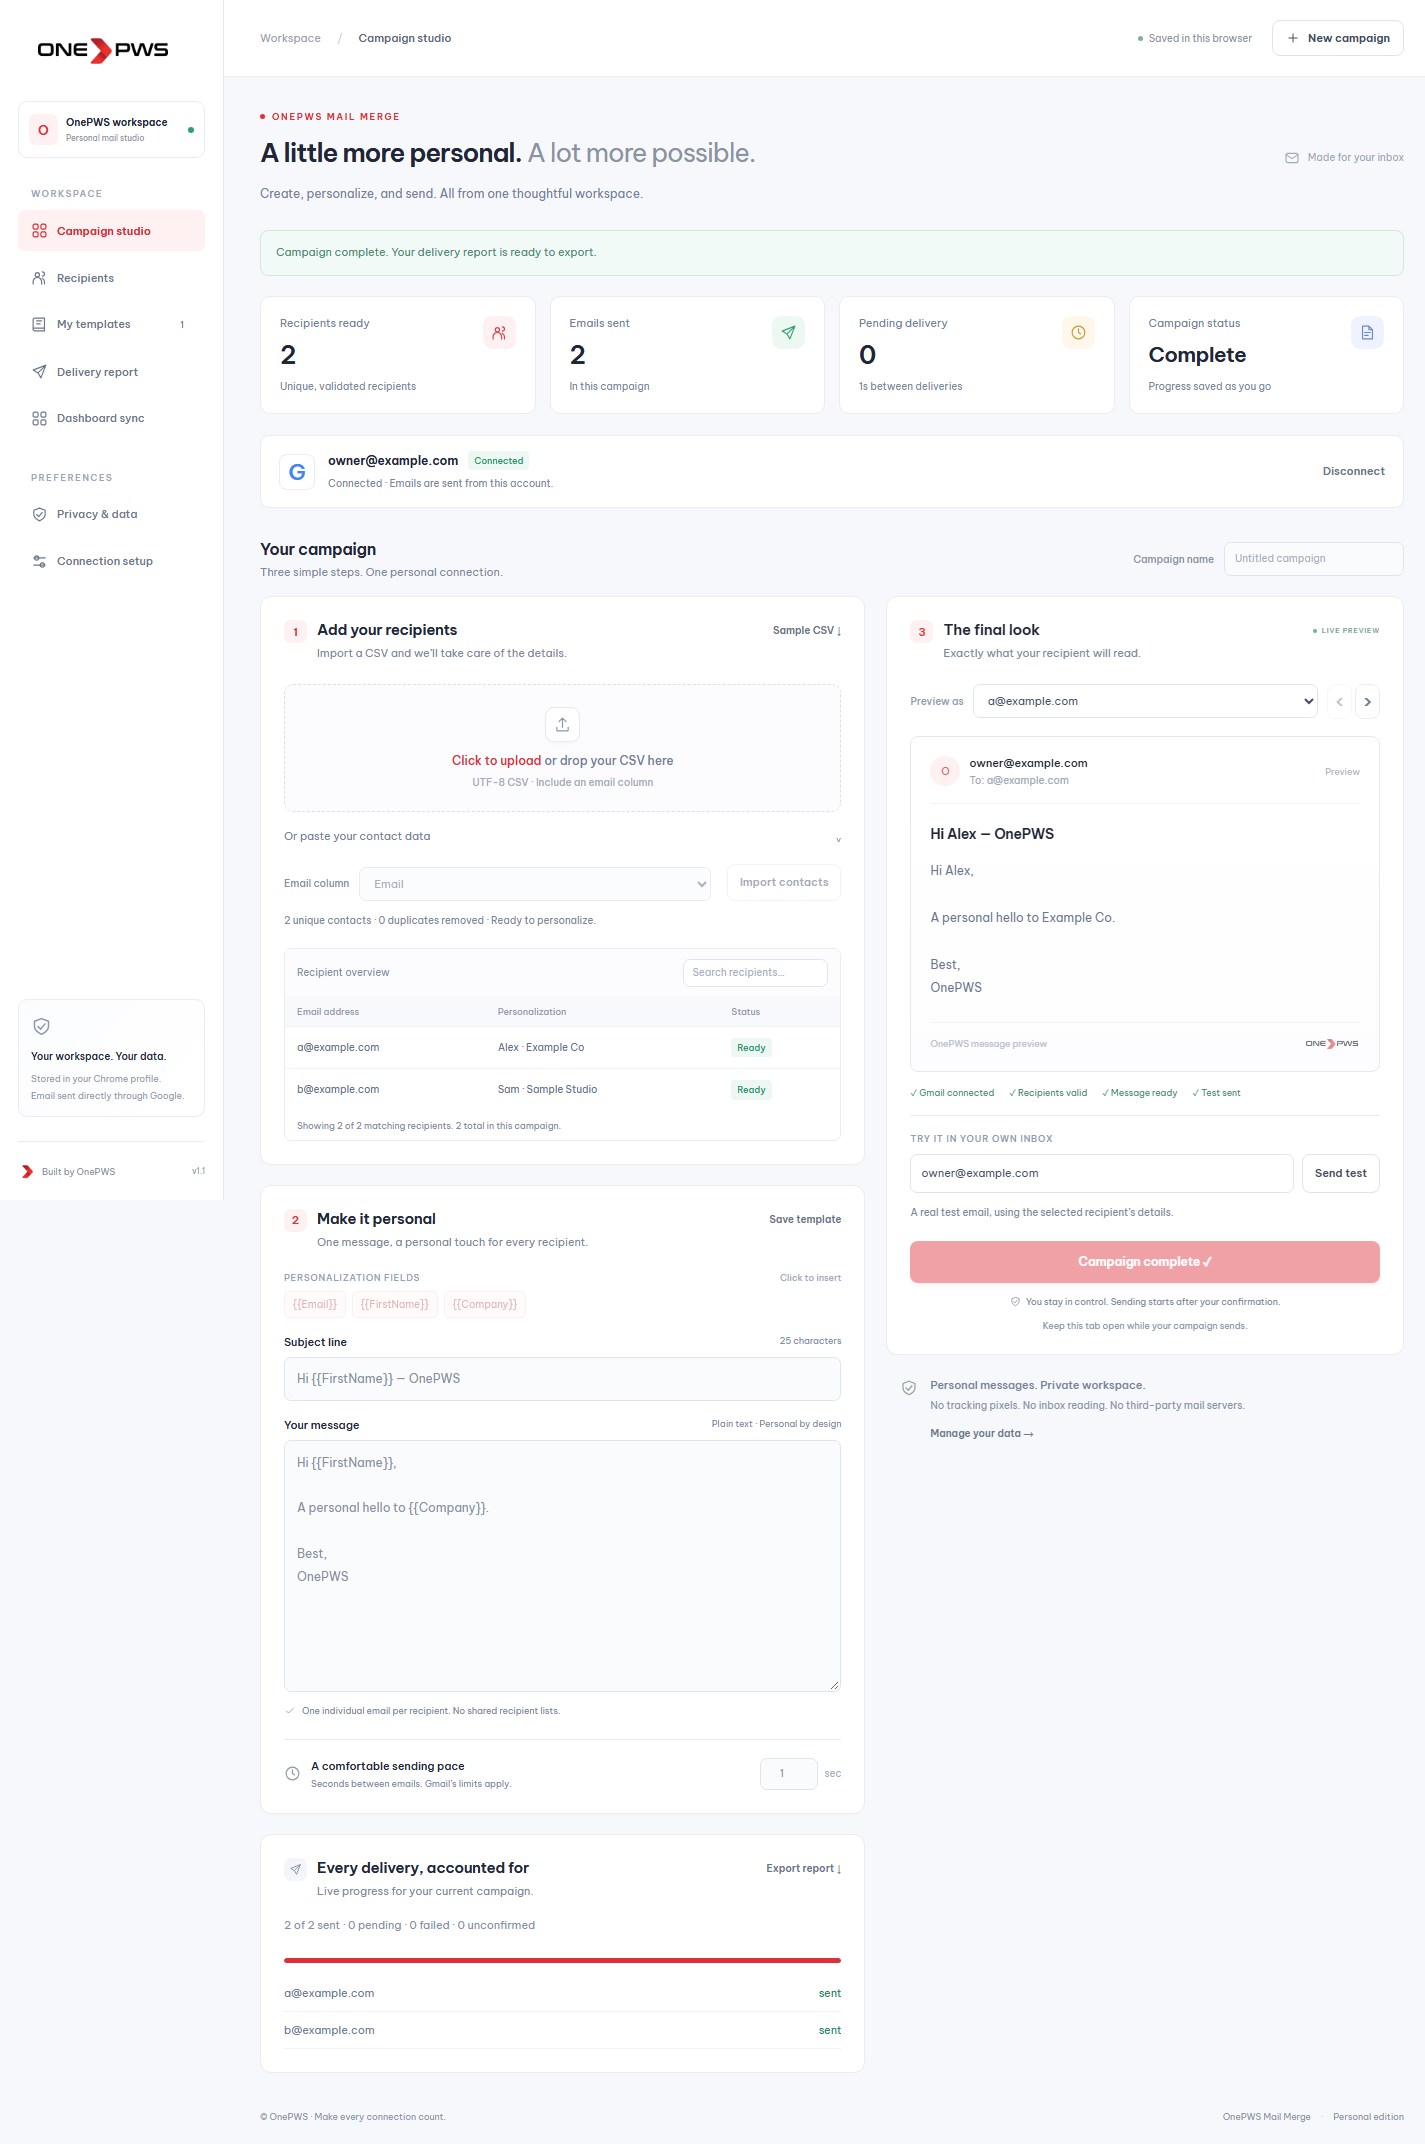 ONE PWS
Workspace / Campaign studio
Saved in this browser
+ New campaign
O
OnePWS workspace
Personal mail studio
WORKSPACE
Campaign studio
Recipients
My templates 1
Delivery report
Dashboard sync
PREFERENCES
Privacy & data
Connection setup
Your workspace. Your data.
Stored in your Chrome profile.
Email sent directly through Google.
Built by OnePWS v1.1
ONEPWS MAIL MERGE
A little more personal. A lot more possible.
Made for your inbox
Create, personalize, and send. All from one thoughtful workspace.
Campaign complete. Your delivery report is ready to export.
Recipients ready
2
Unique, validated recipients
Emails sent
2
In this campaign
Pending delivery
0
1s between deliveries
Campaign status
Complete
Progress saved as you go
G
owner@example.com Connected
Connected · Emails are sent from this account.
Disconnect
Your campaign
Three simple steps. One personal connection.
Campaign name Untitled campaign
1 Add your recipients Sample CSV ↓
Import a CSV and we'll take care of the details.
Click to upload or drop your CSV here
UTF-8 CSV · Include an email column
Or paste your contact data
Email column Email Import contacts
2 unique contacts · 0 duplicates removed · Ready to personalize.
Recipient overview Search recipients...
Email address Personalization Status
a@example.com Alex · Example Co Ready
b@example.com Sam · Sample Studio Ready
Showing 2 of 2 matching recipients. 2 total in this campaign.
2 Make it personal Save template
One message, a personal touch for every recipient.
PERSONALIZATION FIELDS Click to insert
{{Email}} {{FirstName}} {{Company}}
Subject line 25 characters
Hi {{FirstName}} — OnePWS
Your message Plain text · Personal by design
Hi {{FirstName}},
A personal hello to {{Company}}.
Best,
OnePWS
✓ One individual email per recipient. No shared recipient lists.
A comfortable sending pace
Seconds between emails. Gmail's limits apply.
1 sec
Every delivery, accounted for Export report ↓
Live progress for your current campaign.
2 of 2 sent · 0 pending · 0 failed · 0 unconfirmed
a@example.com sent
b@example.com sent
3 The final look LIVE PREVIEW
Exactly what your recipient will read.
Preview as a@example.com
O
owner@example.com
To: a@example.com
Preview
Hi Alex — OnePWS
Hi Alex,
A personal hello to Example Co.
Best,
OnePWS
OnePWS message preview ONE PWS
✓ Gmail connected ✓ Recipients valid ✓ Message ready ✓ Test sent
TRY IT IN YOUR OWN INBOX
owner@example.com Send test
A real test email, using the selected recipient's details.
Campaign complete ✓
You stay in control. Sending starts after your confirmation.
Keep this tab open while your campaign sends.
Personal messages. Private workspace.
No tracking pixels. No inbox reading. No third-party mail servers.
Manage your data →
© OnePWS · Make every connection count.
OnePWS Mail Merge · Personal edition